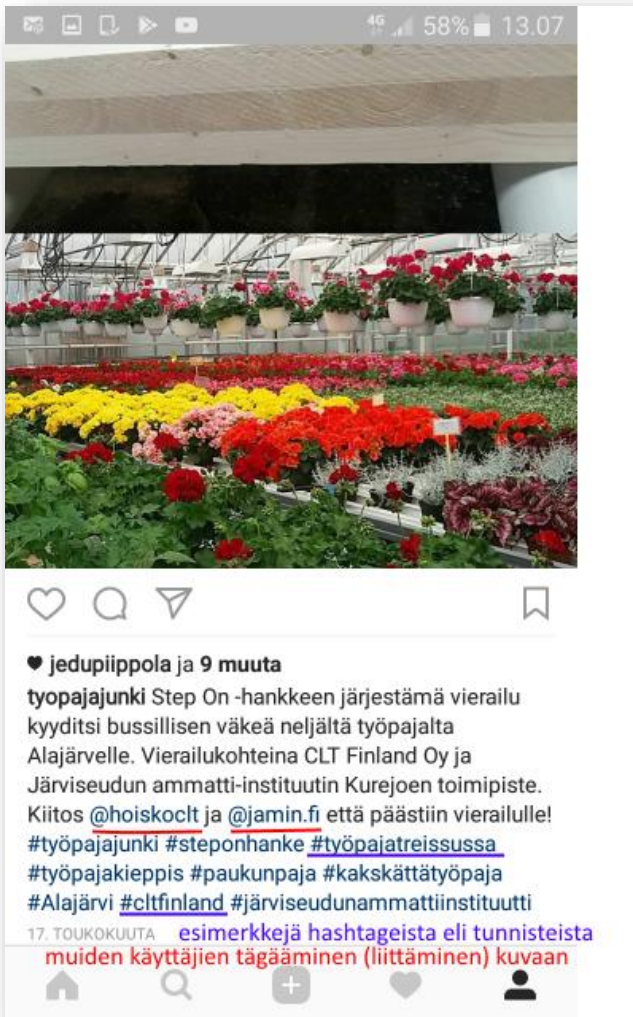 4G 58% 13.07
jedupiippola ja 9 muuta
tyopajajunki Step On -hankkeen järjestämä vierailu
kyyditsi bussillisen väkeä neljältä työpajalta
Alajärvelle. Vierailukohteina CLT Finland Oy ja
Järviseudun ammatti-instituutin Kurejoen toimipiste.
Kiitos @hoiskoclt ja @jamin.fi että päästiin vierailulle!
#työpajajunki #steponhanke #työpajatreissussa
#työpajakieppis #paukunpaja #kakskättätyöpaja
#Alajärvi #cltfinland #järviseudunammattiinstituutti
17. TOUKOKUUTA esimerkkejä hashtageista eli tunnisteista
muiden käyttäjien tägääminen (liittäminen) kuvaan